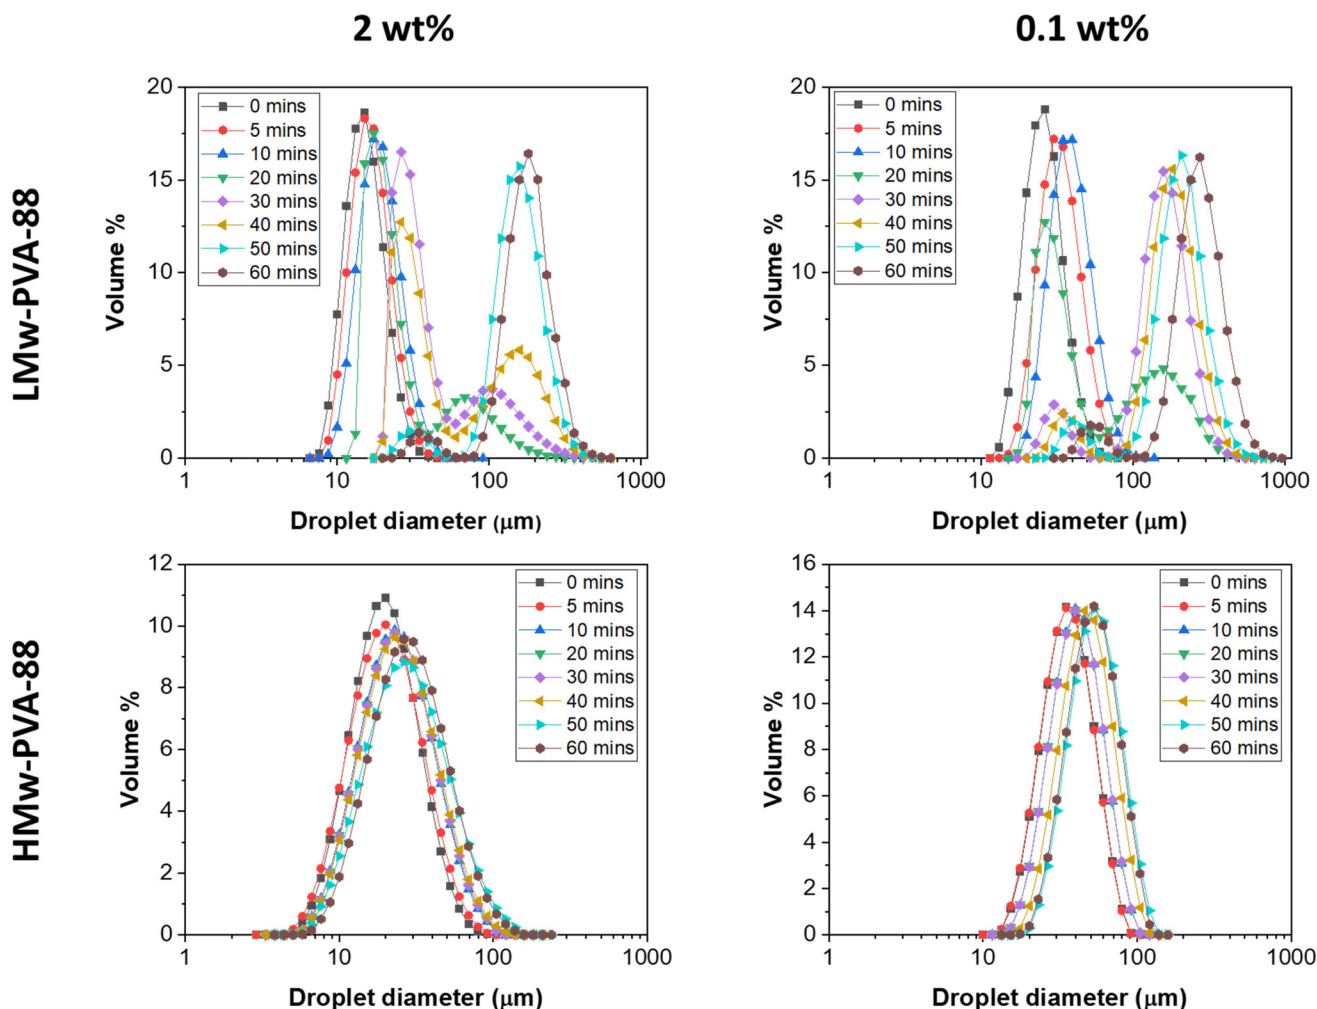 2 wt%
0.1 wt%
LMw-PVA-88
20
15
10
5
0
Volume %
0 mins
5 mins
10 mins
20 mins
30 mins
40 mins
50 mins
60 mins
1
10
100
1000
Droplet diameter (μm)
20
15
10
5
0
Volume %
0 mins
5 mins
10 mins
20 mins
30 mins
40 mins
50 mins
60 mins
1
10
100
1000
Droplet diameter (μm)
HMw-PVA-88
12
10
8
6
4
2
0
Volume %
0 mins
5 mins
10 mins
20 mins
30 mins
40 mins
50 mins
60 mins
1
10
100
1000
Droplet diameter (μm)
16
14
12
10
8
6
4
2
0
Volume %
0 mins
5 mins
10 mins
20 mins
30 mins
40 mins
50 mins
60 mins
1
10
100
1000
Droplet diameter (μm)